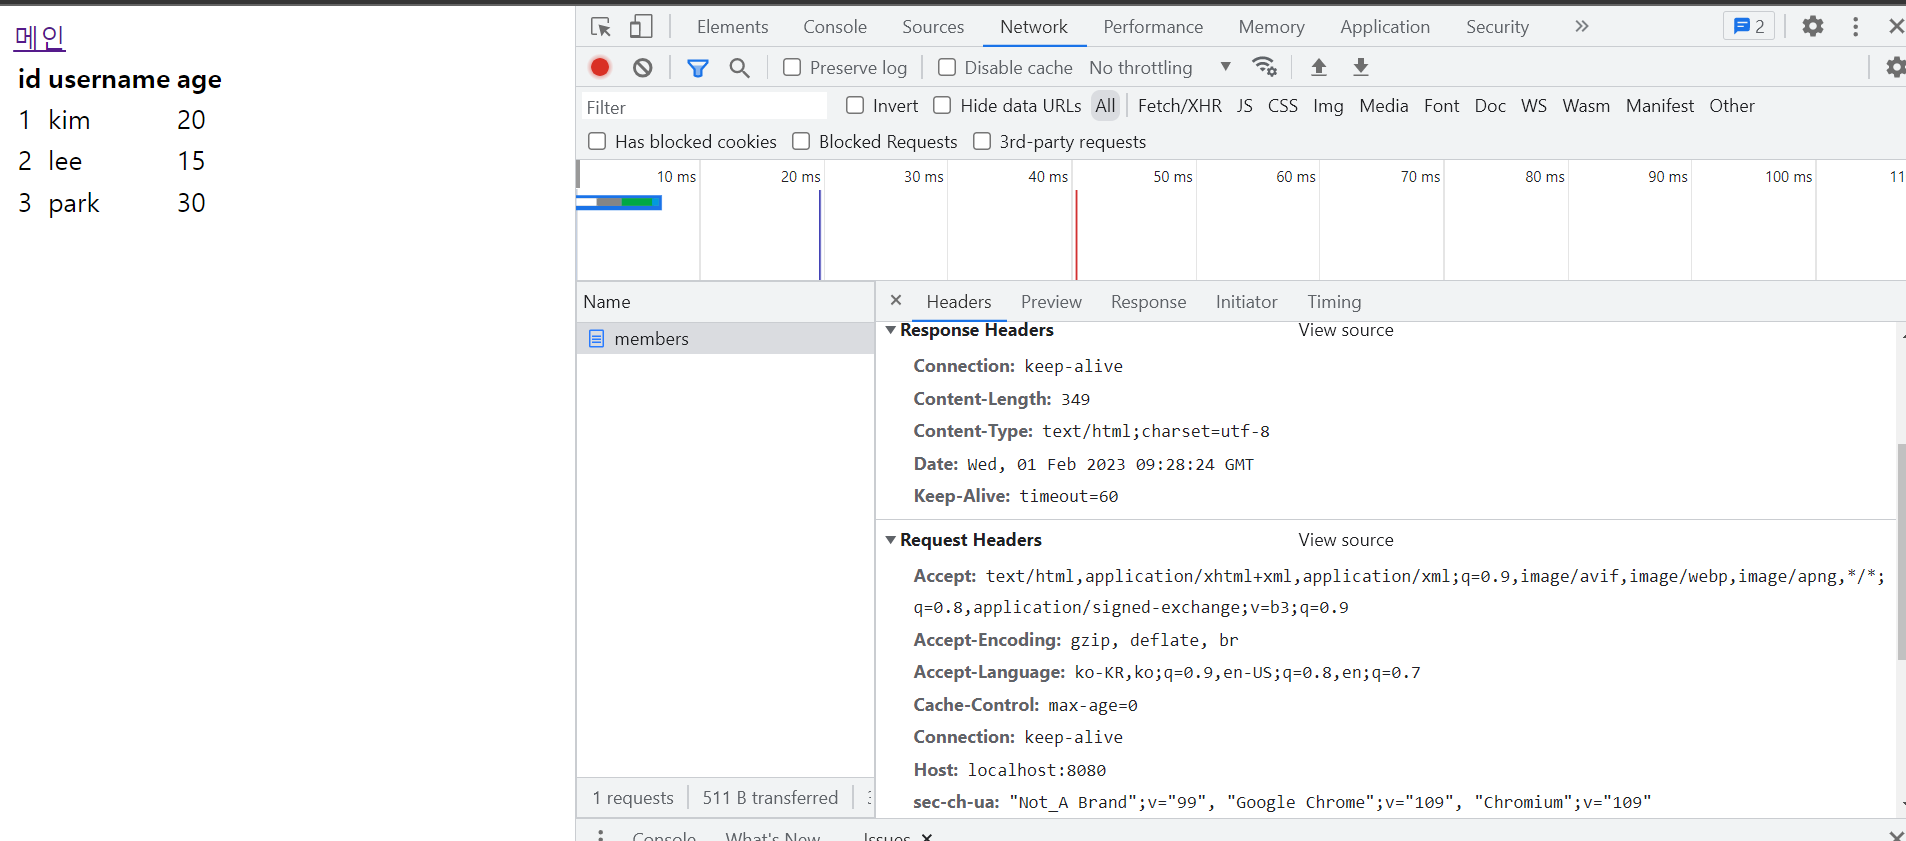 메인
id username age
1 kim 20
2 lee 15
3 park 30
Elements Console Sources Network Performance Memory Application Security 2
Preserve log Disable cache No throttling
Filter Invert Hide data URLs All Fetch/XHR JS CSS Img Media Font Doc WS Wasm Manifest Other
Has blocked cookies Blocked Requests 3rd-party requests
10 ms 20 ms 30 ms 40 ms 50 ms 60 ms 70 ms 80 ms 90 ms 100 ms 11
Name
members
1 requests 511 B transferred
Headers Preview Response Initiator Timing
Response Headers View source
Connection: keep-alive
Content-Length: 349
Content-Type: text/html;charset=utf-8
Date: Wed, 01 Feb 2023 09:28:24 GMT
Keep-Alive: timeout=60
Request Headers View source
Accept: text/html,application/xhtml+xml,application/xml;q=0.9,image/avif,image/webp,image/apng,*/*;
q=0.8,application/signed-exchange;v=b3;q=0.9
Accept-Encoding: gzip, deflate, br
Accept-Language: ko-KR,ko;q=0.9,en-US;q=0.8,en;q=0.7
Cache-Control: max-age=0
Connection: keep-alive
Host: localhost:8080
sec-ch-ua: "Not_A Brand";v="99", "Google Chrome";v="109", "Chromium";v="109"
Console What's New Issues